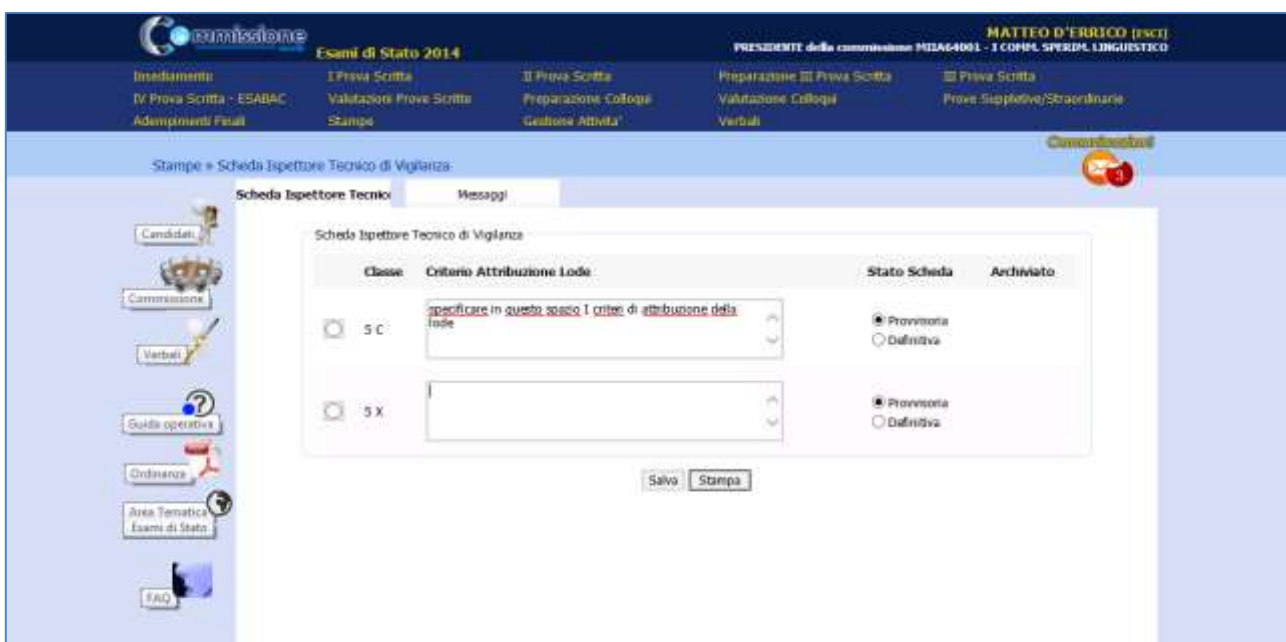 Commissione
Esami di Stato 2014
MATTEO D'ERRICO [ESCI]
PRESIDENTE della commissione MIIA64001 - I COMM. SPERIM. LINGUISTICO
Insediamento I Prova Scritta II Prova Scritta Preparazione III Prova Scritta III Prova Scritta
IV Prova Scritta - ESABAC Valutazioni Prove Scritte Preparazione Colloqui Valutazione Colloqui Prove Suppletive/Straordinarie
Adempimenti Finali Stampe Gestione Attivita' Verbali
Comunicazioni
3
Stampe » Scheda Ispettore Tecnico di Vigilanza
Scheda Ispettore Tecnico Messaggi
Candidati
Commissione
Verbali
Guida operativa
Ordinanza
Area Tematica
Esami di Stato
FAQ
Scheda Ispettore Tecnico di Vigilanza
Classe Criterio Attribuzione Lode Stato Scheda Archiviato
5 C
specificare in questo spazio I criteri di attribuzione della
lode
Provvisoria
Definitiva
5 X
Provvisoria
Definitiva
Salva Stampa